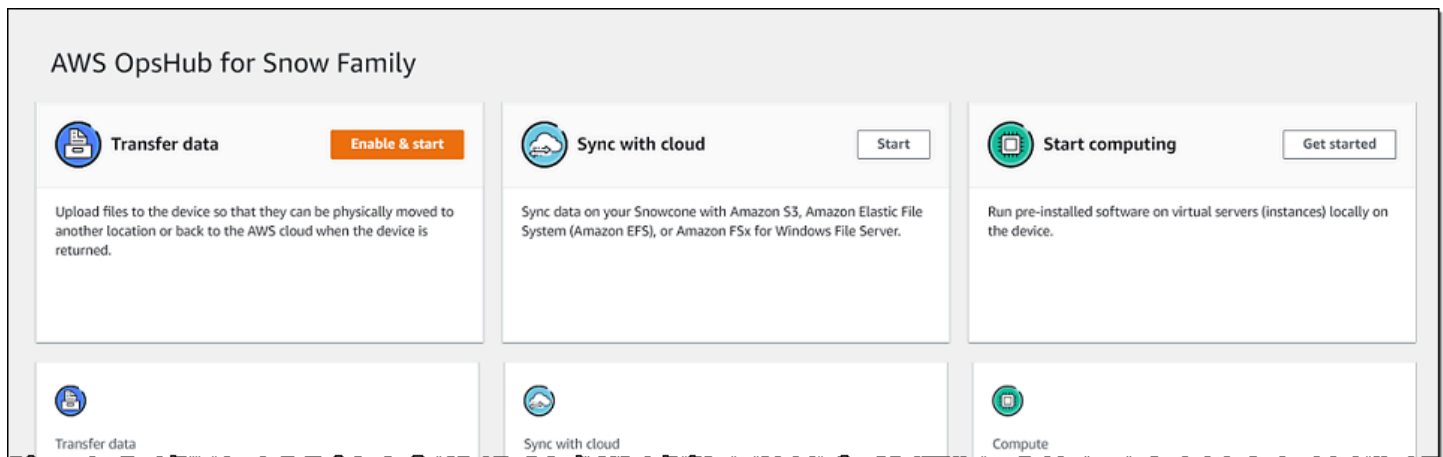 AWS OpsHub for Snow Family
Transfer data
Enable & start
Sync with cloud
Start
Start computing
Get started
Upload files to the device so that they can be physically moved to
another location or back to the AWS cloud when the device is
returned.
Sync data on your Snowcone with Amazon S3, Amazon Elastic File
System (Amazon EFS), or Amazon FSx for Windows File Server.
Run pre-installed software on virtual servers (instances) locally on
the device.
Transfer data
Sync with cloud
Compute